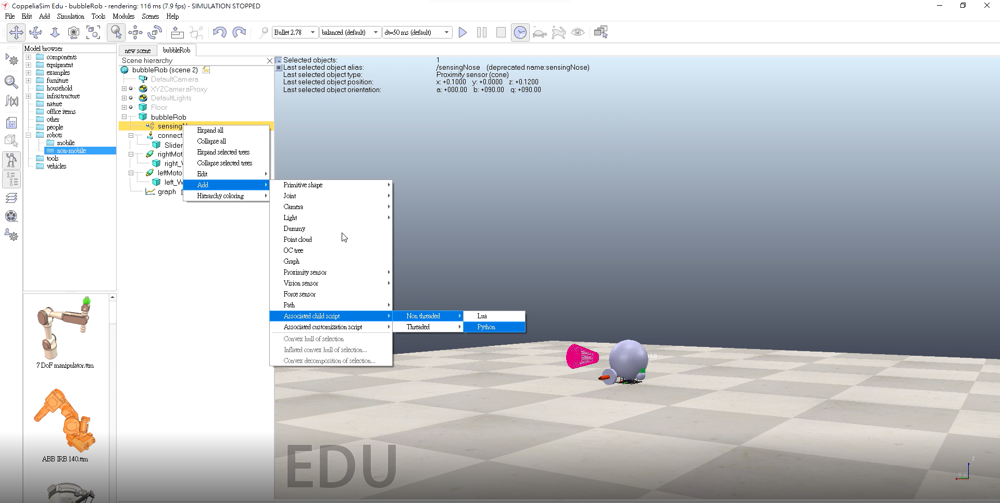 CoppeliaSim Edu - bubbleRob - rendering: 116 ms (7.9 fps) - SIMULATION STOPPED
File Edit Add Simulation Tools Modules Scenes Help
Bullet 2.78 balanced (default) dt=50 ms (default)
Model browser
components
equipment
examples
furniture
household
infrastructure
nature
office items
other
people
robots
mobile
non-mobile
tools
vehicles
7 DoF manipulator.ttm
ABB IRB 140.ttm
new scene bubbleRob
Scene hierarchy
bubbleRob (scene 2)
DefaultCamera
XYZCameraProxy
DefaultLights
Floor
bubbleRob
sensingN
connect
Slider
rightMot
right_V
leftMoto
left_W
graph
Expand all
Collapse all
Expand selected trees
Collapse selected trees
Edit
Add
Hierarchy coloring
Primitive shape
Joint
Camera
Light
Dummy
Point cloud
OC tree
Graph
Proximity sensor
Vision sensor
Force sensor
Path
Associated child script
Associated customization script
Convex hull of selection
Inflated convex hull of selection...
Convex decomposition of selection...
Non threaded
Threaded
Lua
Python
Selected objects: 1
Last selected object alias: /sensingNose (deprecated name:sensingNose)
Last selected object type: Proximity sensor (cone)
Last selected object position: x: +0.1000 y: +0.0000 z: +0.1200
Last selected object orientation: a: +000.00 b: +090.00 q: +090.00
EDU
z
x y